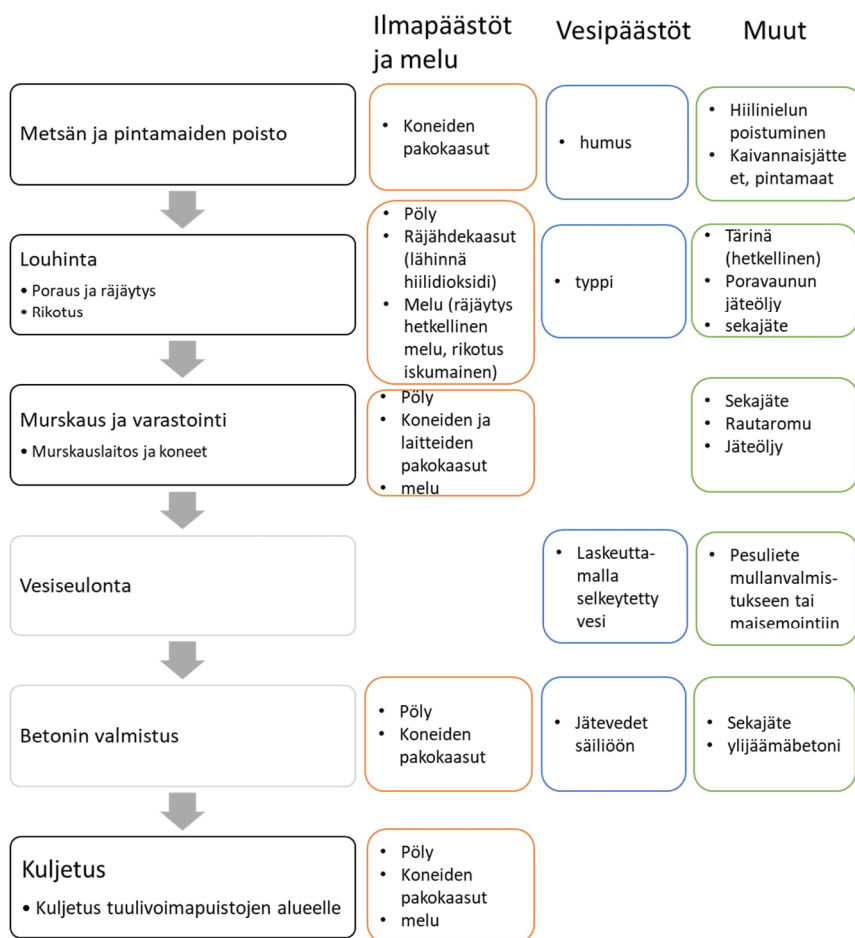 Ilmapäästöt
ja melu
Vesipäästöt
Muut
Metsän ja pintamaiden poisto
• Koneiden
pakokaasut
• humus
• Hiilinielun
poistuminen
• Kaivannaisjätte
et, pintamaat
Louhinta
• Poraus ja räjäytys
• Rikotus
• Pöly
• Räjähdekaasut
(lähinnä
hiilidioksidi)
• Melu (räjäytys
hetkellinen
melu, rikotus
iskumainen)
• typpi
• Tärinä
(hetkellinen)
• Poravaunun
jäteöljy
• sekajäte
Murskaus ja varastointi
• Murskauslaitos ja koneet
• Pöly
• Koneiden ja
laitteiden
pakokaasut
• melu
• Sekajäte
• Rautaromu
• Jäteöljy
Vesiseulonta
• Laskeutta-
malla
selkeytetty
vesi
• Pesuliete
mullanvalmis-
tukseen tai
maisemointiin
Betonin valmistus
• Pöly
• Koneiden
pakokaasut
• Jätevedet
säiliöön
• Sekajäte
• ylijäämäbetoni
Kuljetus
• Kuljetus tuulivoimapuistojen alueelle
• Pöly
• Koneiden
pakokaasut
• melu